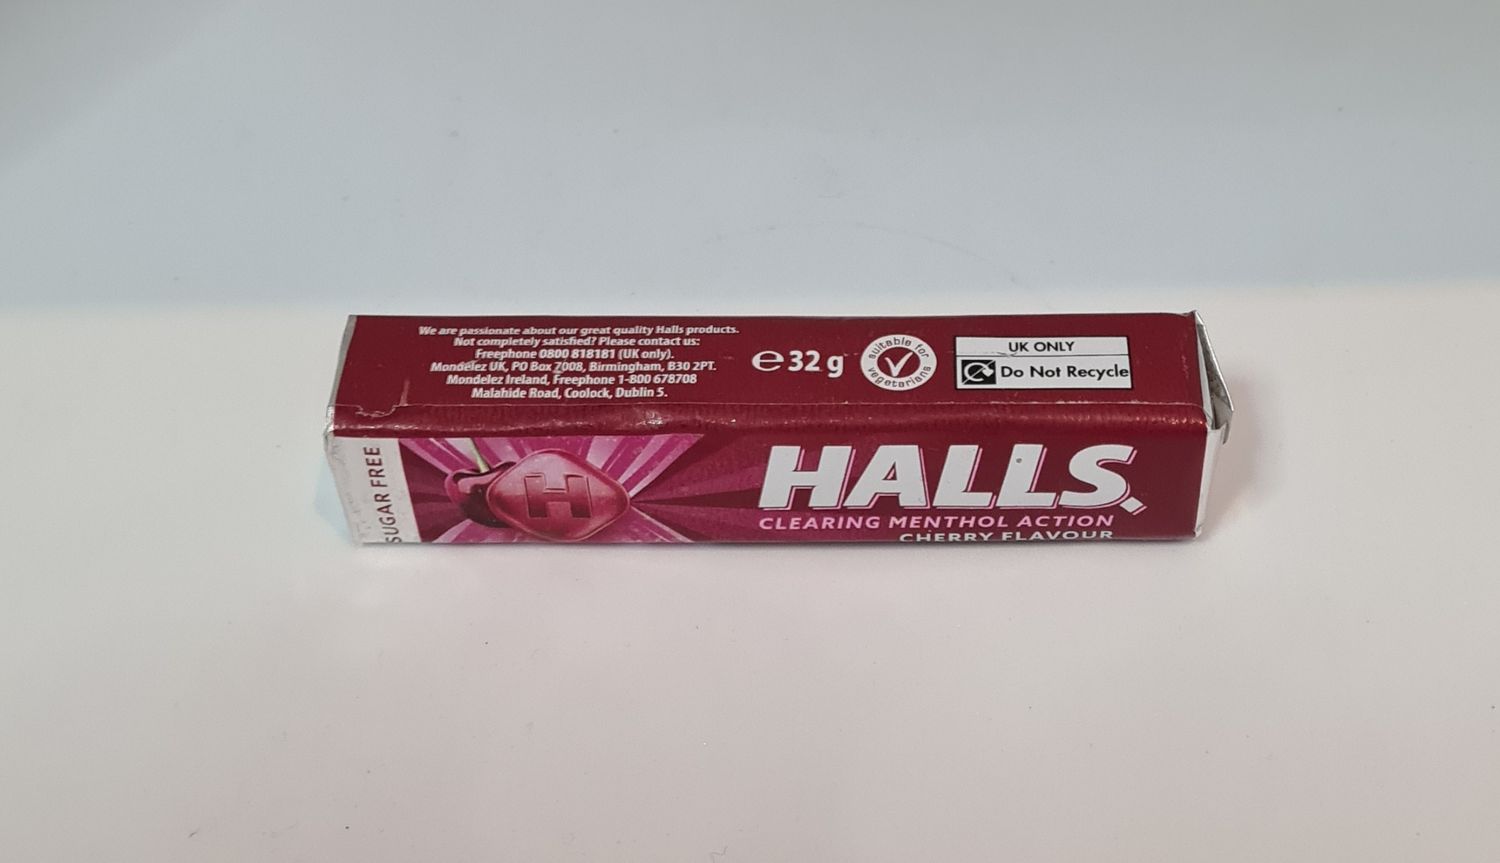 We are passionate about our great quality Halls products.
Not completely satisfied? Please contact us:
Freephone 0800 818181 (UK only).
Mondelez UK, PO Box 7008, Birmingham, B30 2PT.
Mondelez Ireland, Freephone 1-800 678708
Malahide Road, Coolock, Dublin 5.
e 32 g
suitable for vegetarians
UK ONLY
Do Not Recycle
SUGAR FREE
H
HALLS
CLEARING MENTHOL ACTION
CHERRY FLAVOUR